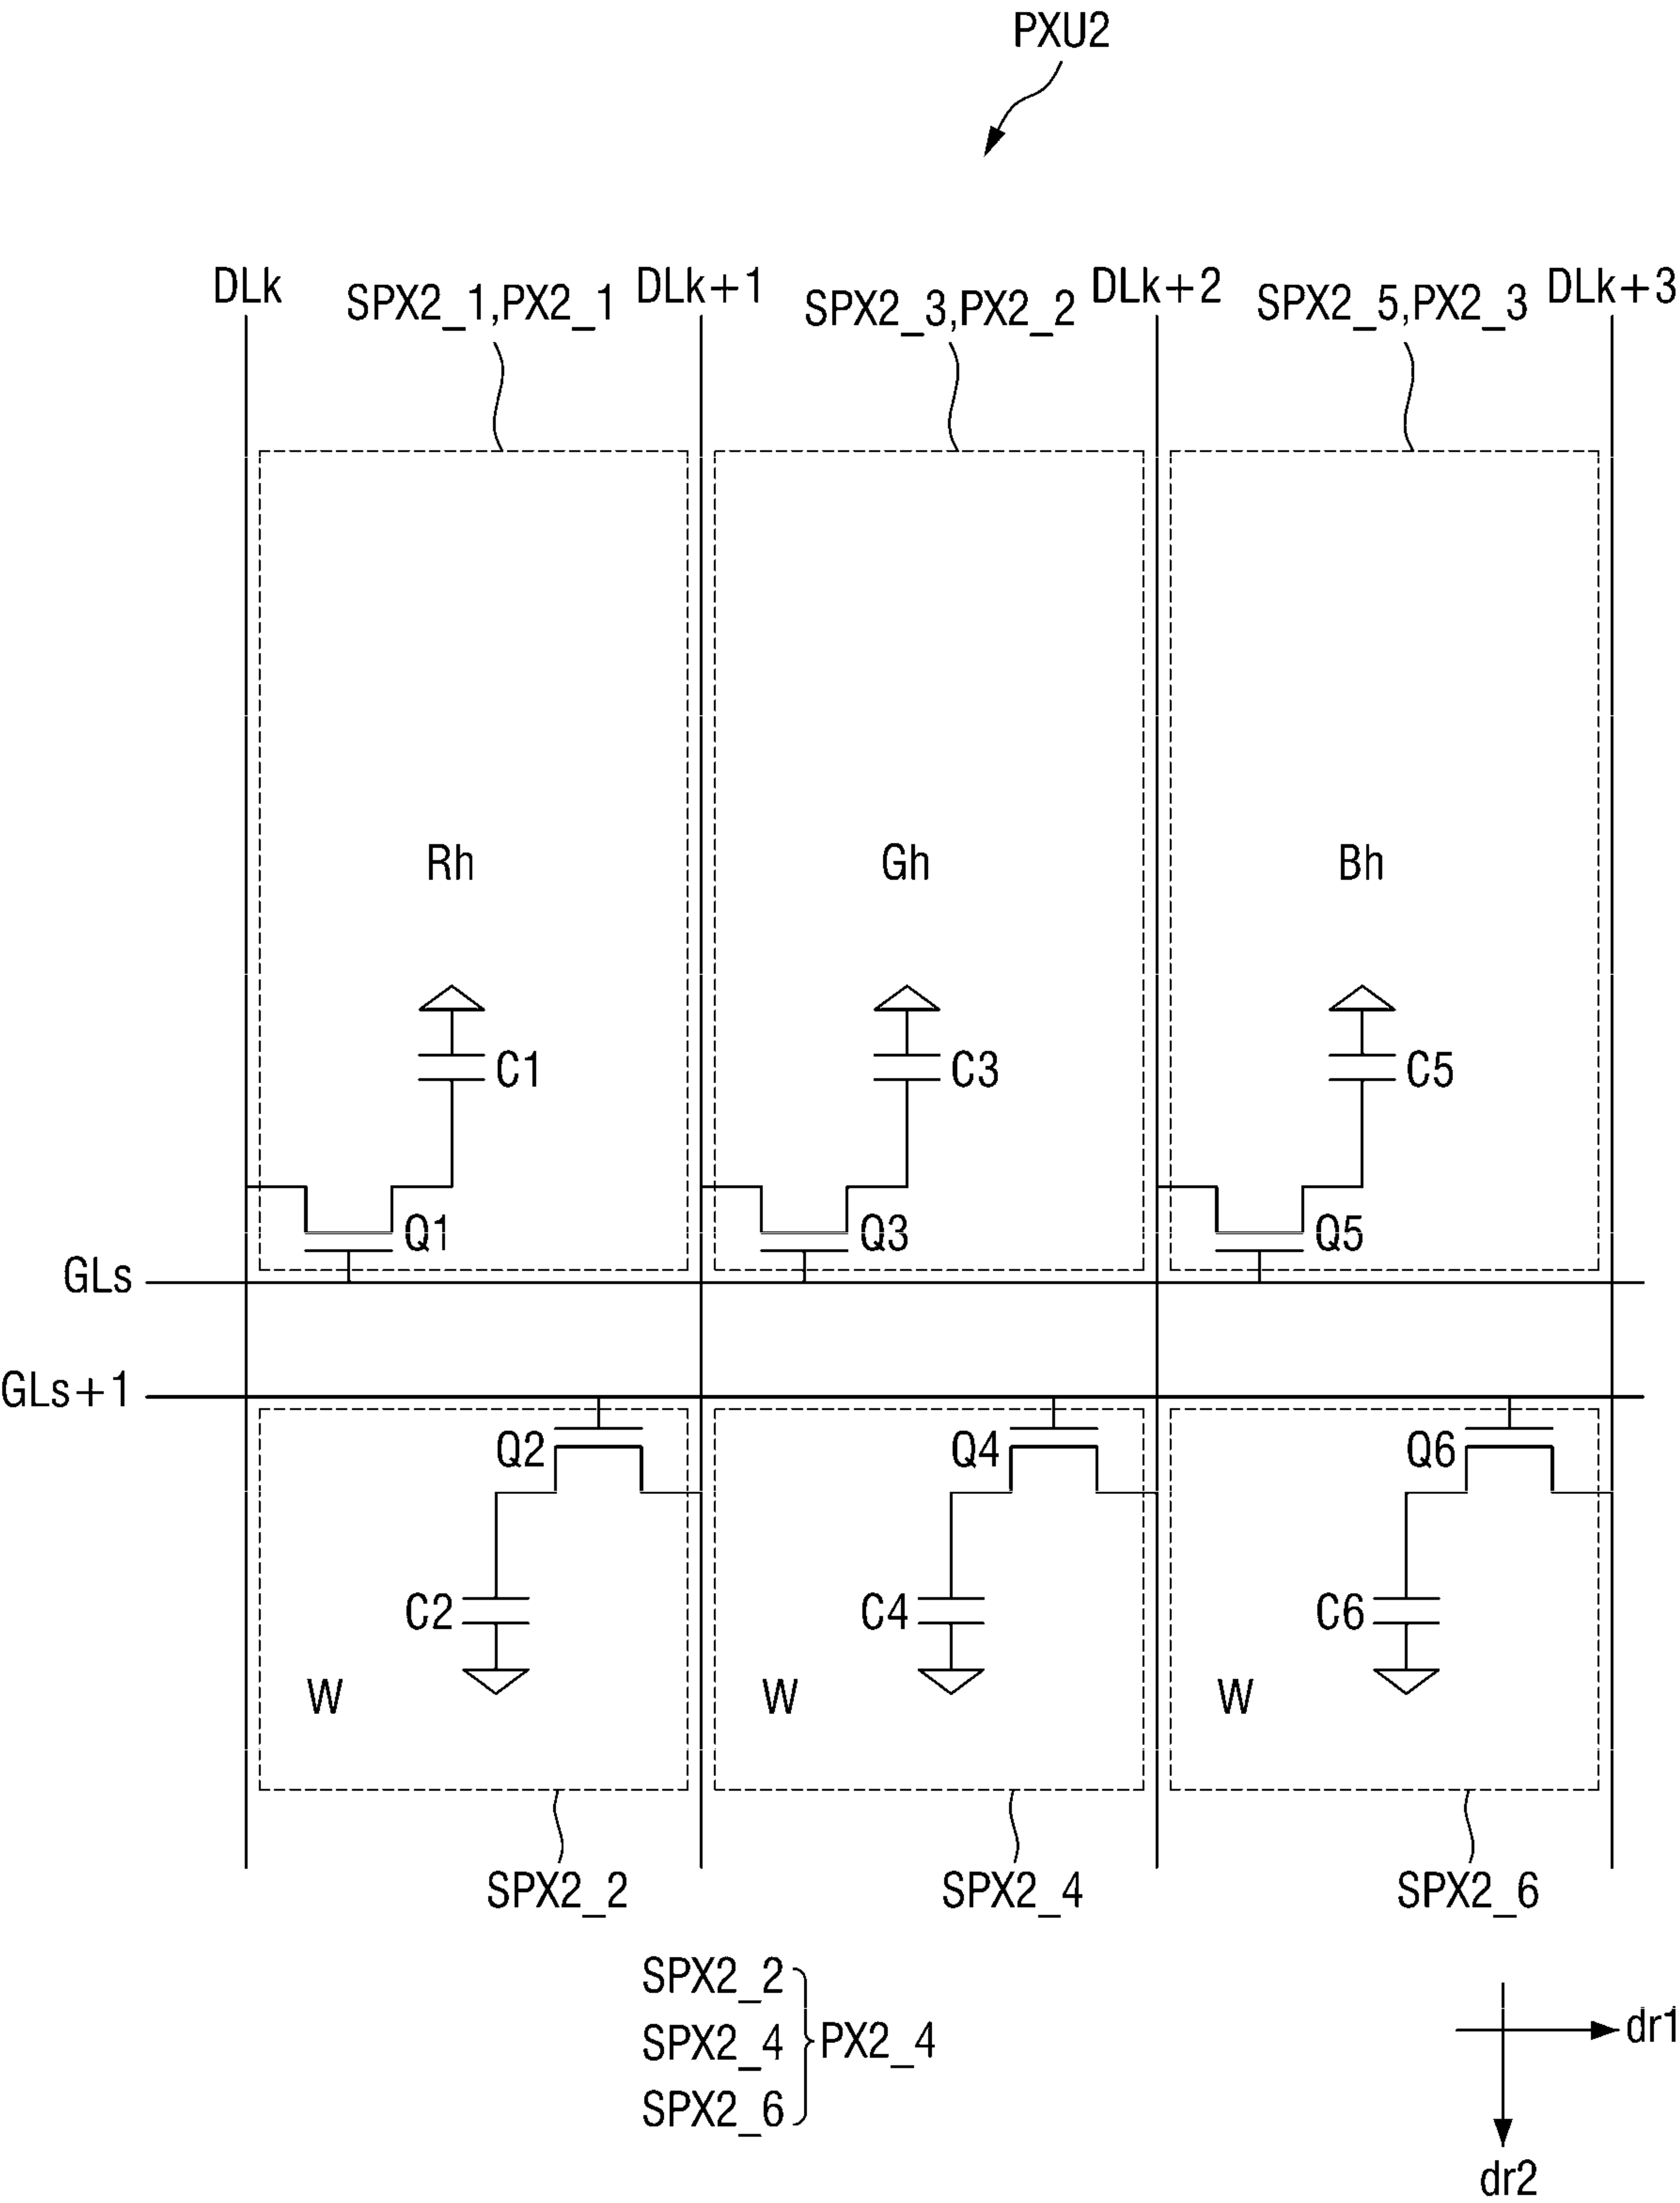 PXU2
DLk
SPX2_1,PX2_1
DLk+1
SPX2_3,PX2_2
DLk+2
SPX2_5,PX2_3
DLk+3
Rh
Gh
Bh
C1
C3
C5
Q1
Q3
Q5
GLs
GLs+1
Q2
Q4
Q6
C2
C4
C6
W
W
W
SPX2_2
SPX2_4
SPX2_6
SPX2_2
SPX2_4
PX2_4
SPX2_6
dr1
dr2